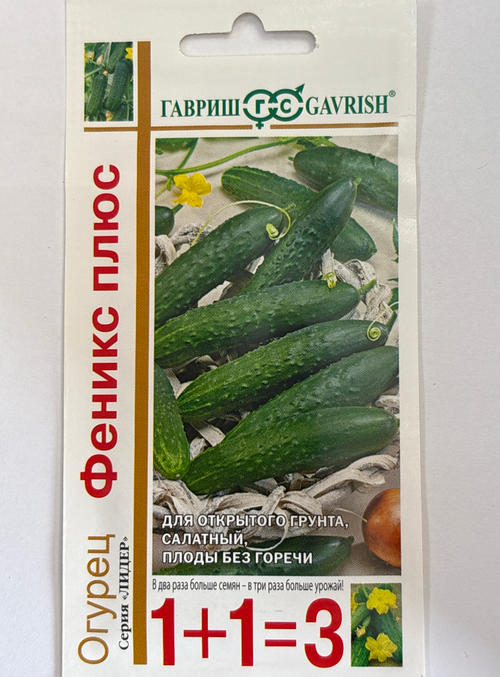 ГАВРИШ ГС GAVRISH®
Огурец Феникс плюс
Серия «ЛИДЕР»
ДЛЯ ОТКРЫТОГО ГРУНТА,
САЛАТНЫЙ,
ПЛОДЫ БЕЗ ГОРЕЧИ
В два раза больше семян – в три раза больше урожай!
1+1=3